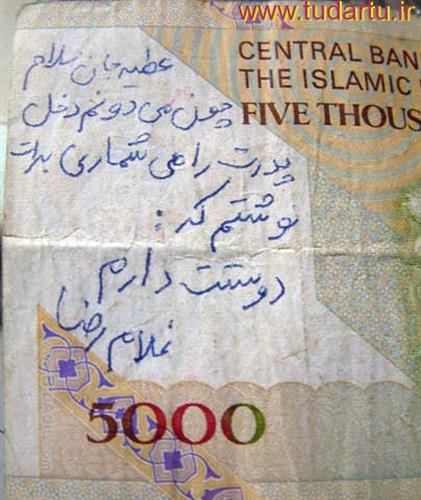 www.tudartu.ir
CENTRAL BAN
THE ISLAMIC
FIVE THOUS
عطیه جان سلام
چون می دونم دخل
پدرت را می شماری برات
نوشتم که :
دوستت دارم
غلام رضا
5000